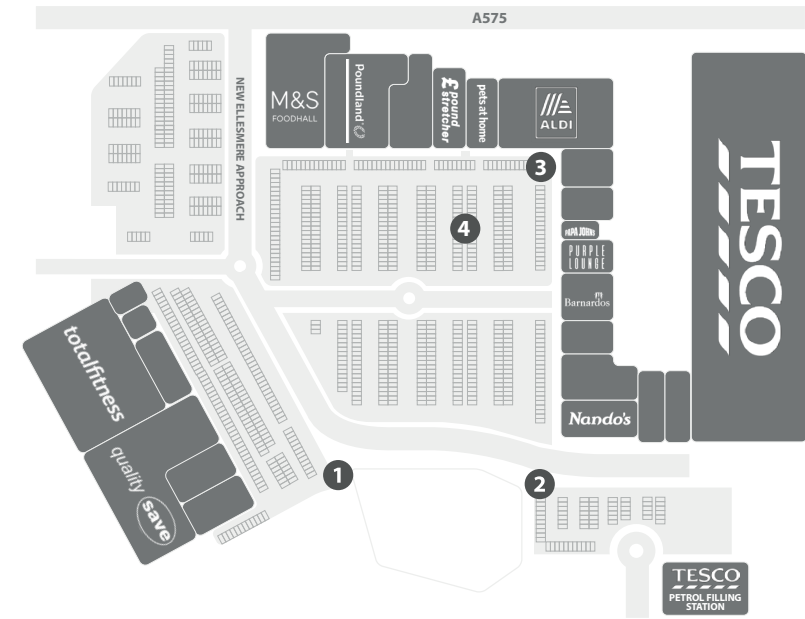 A575
NEW ELLESMERE APPROACH
M&S
FOODHALL
Poundland
£ pound
stretcher
pets at home
ALDI
3
4
PAPA JOHNS
PURPLE
LOUNGE
Barnardos
Nando's
TESCO
totalfitness
quality
save
1
2
TESCO
PETROL FILLING
STATION